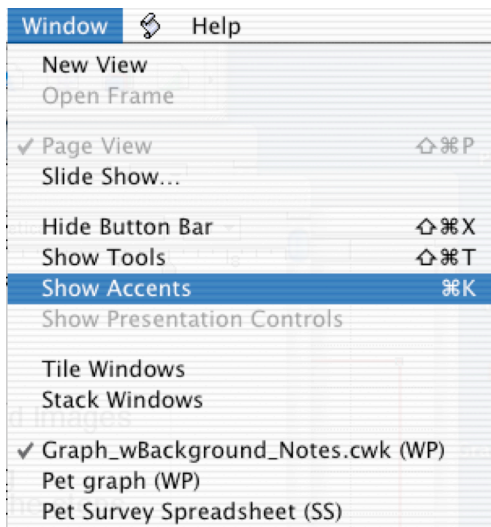 Window Help
New View
Open Frame
✓ Page View ⇧⌘P
Slide Show...
Hide Button Bar ⇧⌘X
Show Tools ⇧⌘T
Show Accents ⌘K
Show Presentation Controls
Tile Windows
Stack Windows
✓ Graph_wBackground_Notes.cwk (WP)
Pet graph (WP)
Pet Survey Spreadsheet (SS)